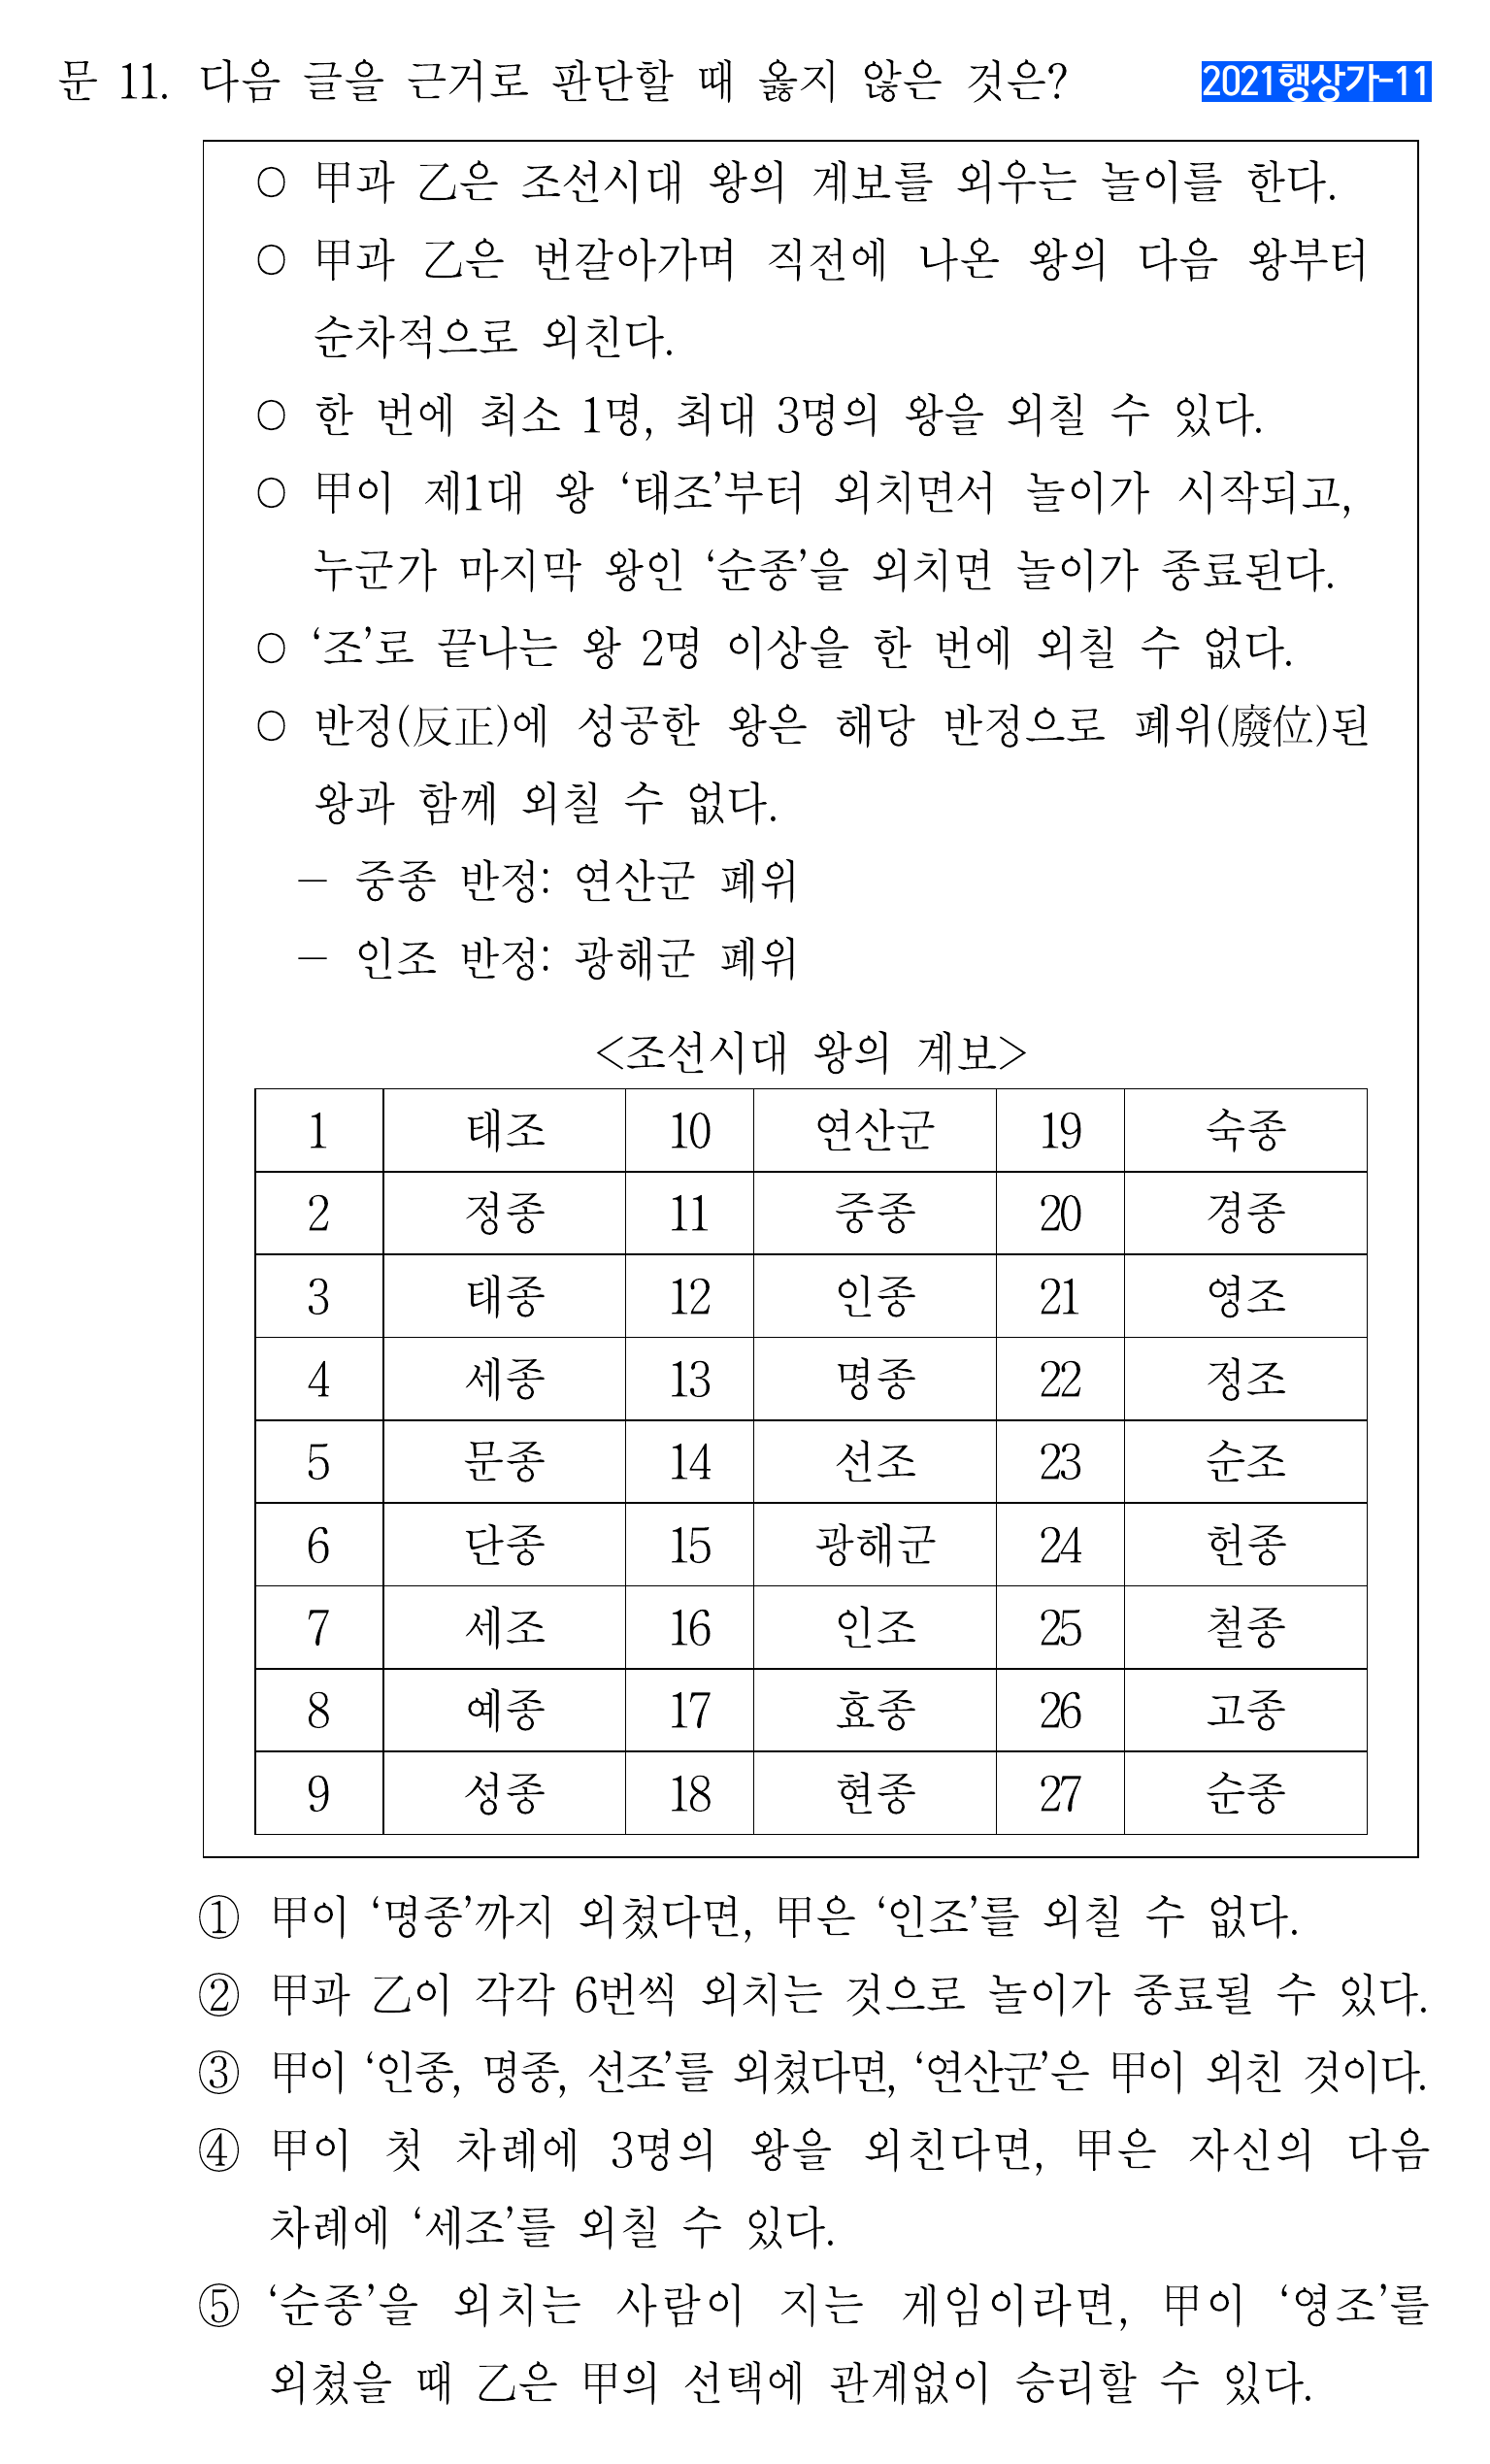 문 11. 다음 글을 근거로 판단할 때 옳지 않은 것은? 2021행상가-11
○ 甲과 乙은 조선시대 왕의 계보를 외우는 놀이를 한다.
○ 甲과 乙은 번갈아가며 직전에 나온 왕의 다음 왕부터
순차적으로 외친다.
○ 한 번에 최소 1명, 최대 3명의 왕을 외칠 수 있다.
○ 甲이 제1대 왕 ‘태조’부터 외치면서 놀이가 시작되고,
누군가 마지막 왕인 ‘순종’을 외치면 놀이가 종료된다.
○ ‘조’로 끝나는 왕 2명 이상을 한 번에 외칠 수 없다.
○ 반정(反正)에 성공한 왕은 해당 반정으로 폐위(廢位)된
왕과 함께 외칠 수 없다.
－ 중종 반정: 연산군 폐위
－ 인조 반정: 광해군 폐위
<조선시대 왕의 계보>
1 태조 10 연산군 19 숙종
2 정종 11 중종 20 경종
3 태종 12 인종 21 영조
4 세종 13 명종 22 정조
5 문종 14 선조 23 순조
6 단종 15 광해군 24 헌종
7 세조 16 인조 25 철종
8 예종 17 효종 26 고종
9 성종 18 현종 27 순종
① 甲이 ‘명종’까지 외쳤다면, 甲은 ‘인조’를 외칠 수 없다.
② 甲과 乙이 각각 6번씩 외치는 것으로 놀이가 종료될 수 있다.
③ 甲이 ‘인종, 명종, 선조’를 외쳤다면, ‘연산군’은 甲이 외친 것이다.
④ 甲이 첫 차례에 3명의 왕을 외친다면, 甲은 자신의 다음
차례에 ‘세조’를 외칠 수 있다.
⑤ ‘순종’을 외치는 사람이 지는 게임이라면, 甲이 ‘영조’를
외쳤을 때 乙은 甲의 선택에 관계없이 승리할 수 있다.